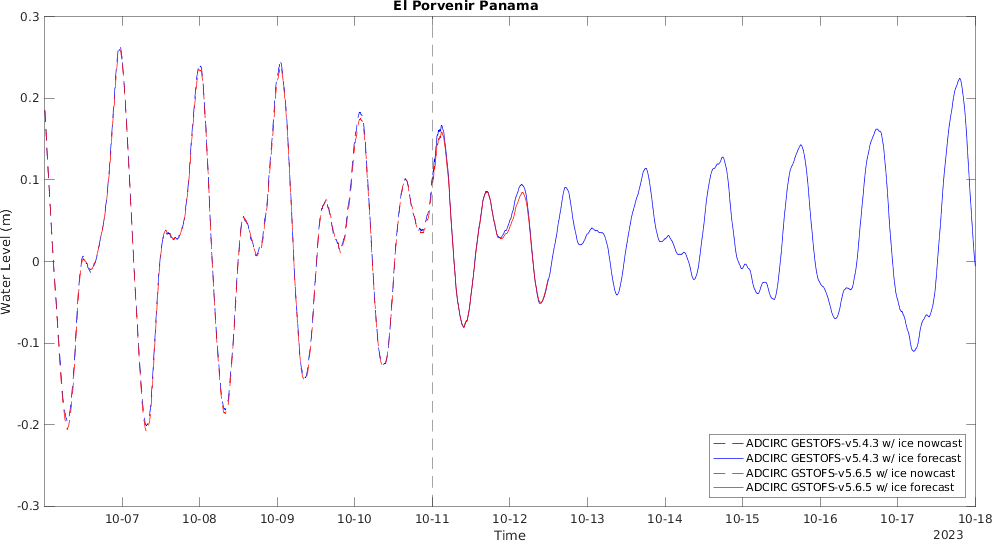 El Porvenir Panama
0.3
0.2
0.1
0
-0.1
-0.2
-0.3
Water Level (m)
ADCIRC GESTOFS-v5.4.3 w/ ice nowcast
ADCIRC GESTOFS-v5.4.3 w/ ice forecast
ADCIRC GSTOFS-v5.6.5 w/ ice nowcast
ADCIRC GSTOFS-v5.6.5 w/ ice forecast
10-07 10-08 10-09 10-10 10-11 10-12 10-13 10-14 10-15 10-16 10-17 10-18
Time
2023